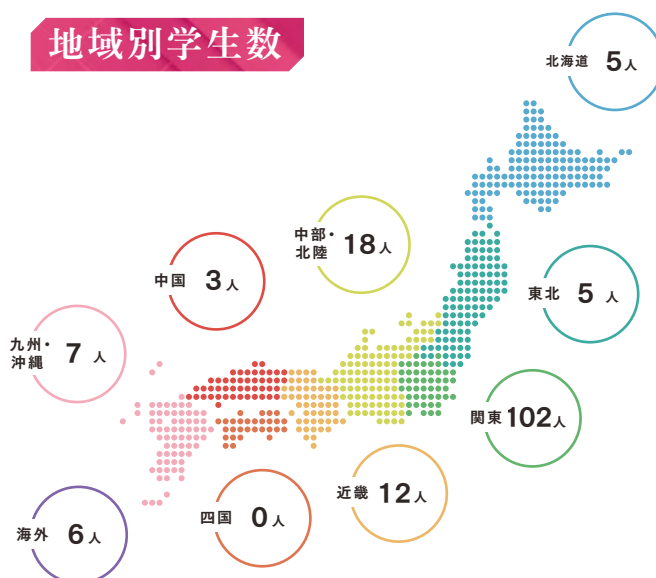 地域別学生数
北海道 5人
中部・
北陸 18人
中国 3人
東北 5人
九州・
沖縄 7人
関東 102人
近畿 12人
四国 0人
海外 6人